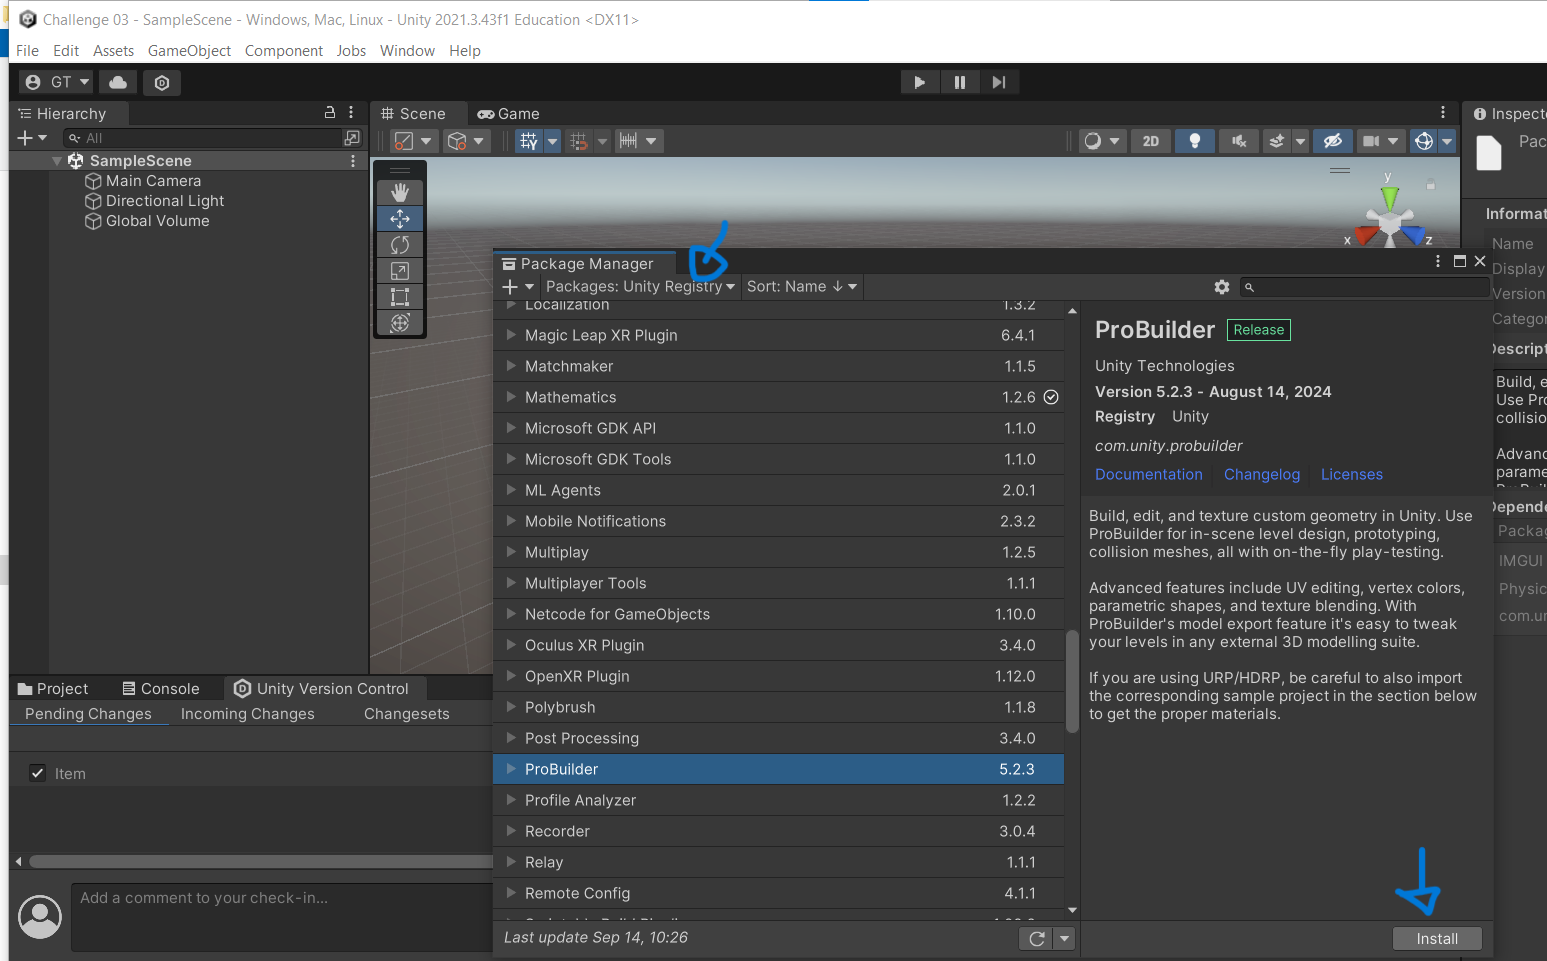 Challenge 03 - SampleScene - Windows, Mac, Linux - Unity 2021.3.43f1 Education <DX11>
File Edit Assets GameObject Component Jobs Window Help
GT
Hierarchy
All
SampleScene
Main Camera
Directional Light
Global Volume
Scene Game
2D
y
x
z
Package Manager
Packages: Unity Registry Sort: Name ↓
Localization 1.3.2
Magic Leap XR Plugin 6.4.1
Matchmaker 1.1.5
Mathematics 1.2.6
Microsoft GDK API 1.1.0
Microsoft GDK Tools 1.1.0
ML Agents 2.0.1
Mobile Notifications 2.3.2
Multiplay 1.2.5
Multiplayer Tools 1.1.1
Netcode for GameObjects 1.10.0
Oculus XR Plugin 3.4.0
OpenXR Plugin 1.12.0
Polybrush 1.1.8
Post Processing 3.4.0
ProBuilder 5.2.3
Profile Analyzer 1.2.2
Recorder 3.0.4
Relay 1.1.1
Remote Config 4.1.1
Last update Sep 14, 10:26
ProBuilder Release
Unity Technologies
Version 5.2.3 - August 14, 2024
Registry Unity
com.unity.probuilder
Documentation Changelog Licenses
Build, edit, and texture custom geometry in Unity. Use
ProBuilder for in-scene level design, prototyping,
collision meshes, all with on-the-fly play-testing.
Advanced features include UV editing, vertex colors,
parametric shapes, and texture blending. With
ProBuilder's model export feature it's easy to tweak
your levels in any external 3D modelling suite.
If you are using URP/HDRP, be careful to also import
the corresponding sample project in the section below
to get the proper materials.
Install
Inspecto
Pac
Informat
Name
Display
Version
Categor
Descript
Build, e
Use Pro
collision
Advanc
parame
Depende
Packag
IMGUI
Physic
com.un
Project Console Unity Version Control
Pending Changes Incoming Changes Changesets
Item
Add a comment to your check-in...